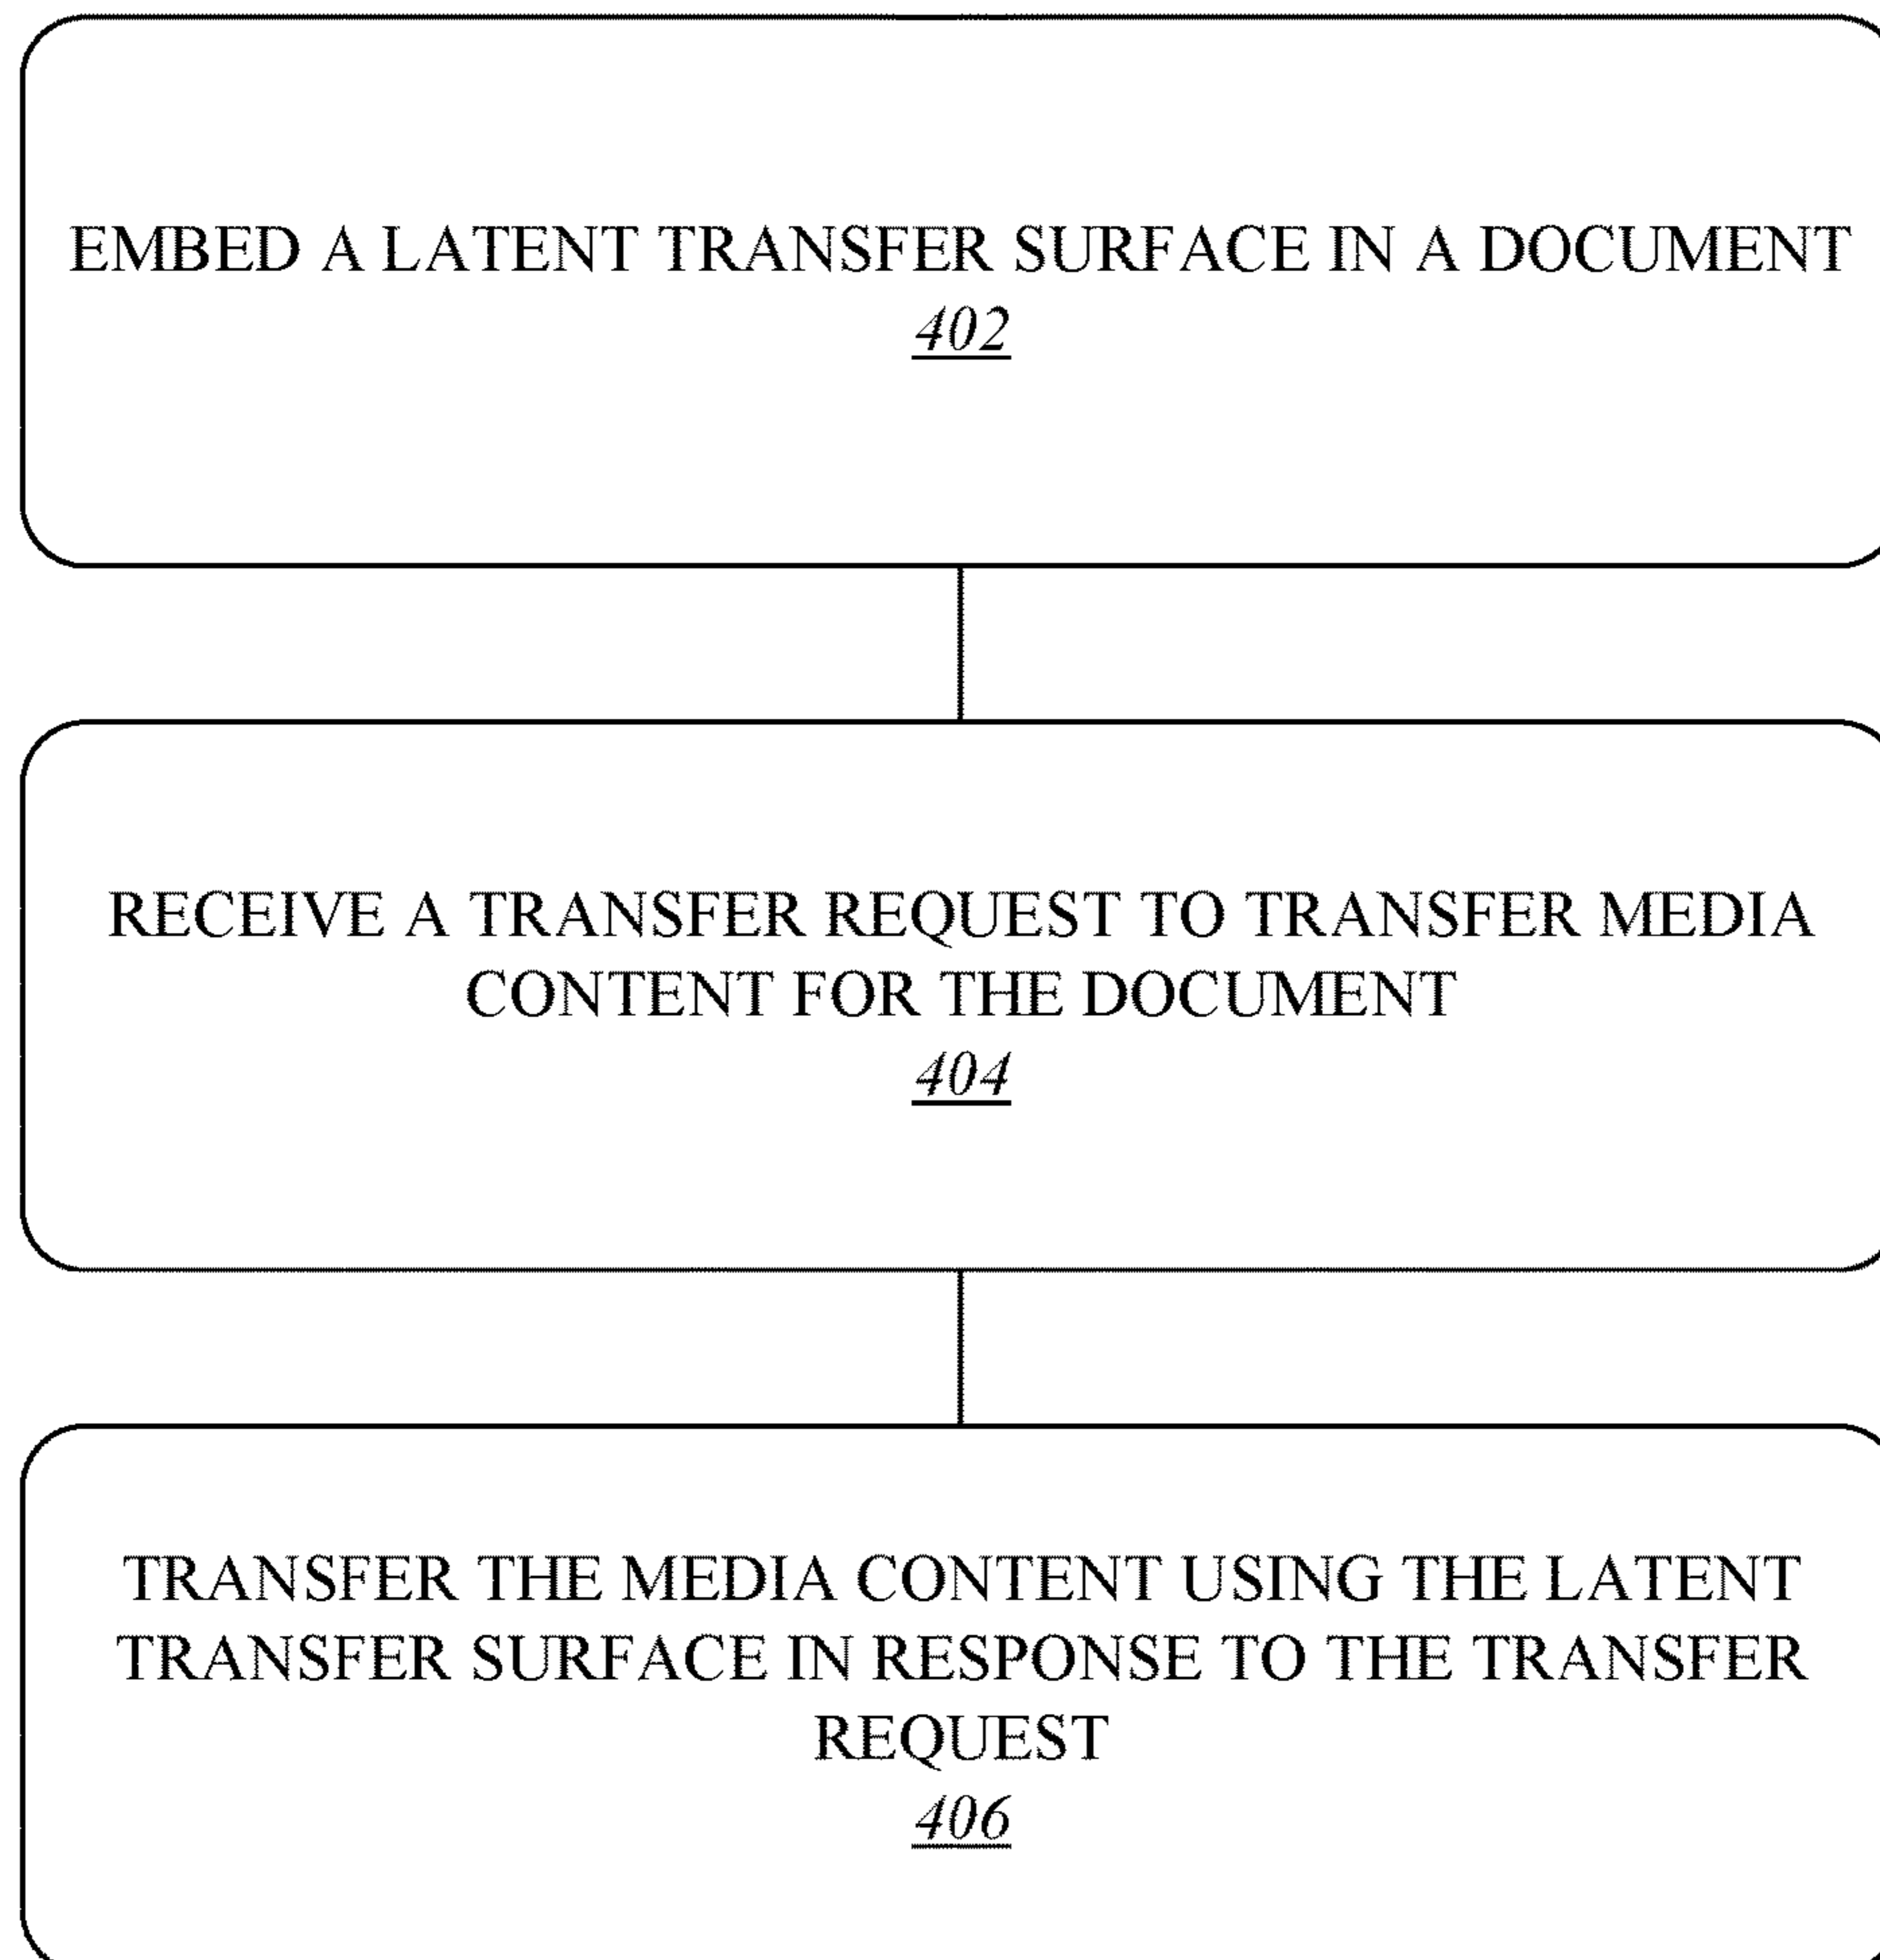 EMBED A LATENT TRANSFER SURFACE IN A DOCUMENT
402
RECEIVE A TRANSFER REQUEST TO TRANSFER MEDIA
CONTENT FOR THE DOCUMENT
404
TRANSFER THE MEDIA CONTENT USING THE LATENT
TRANSFER SURFACE IN RESPONSE TO THE TRANSFER
REQUEST
406